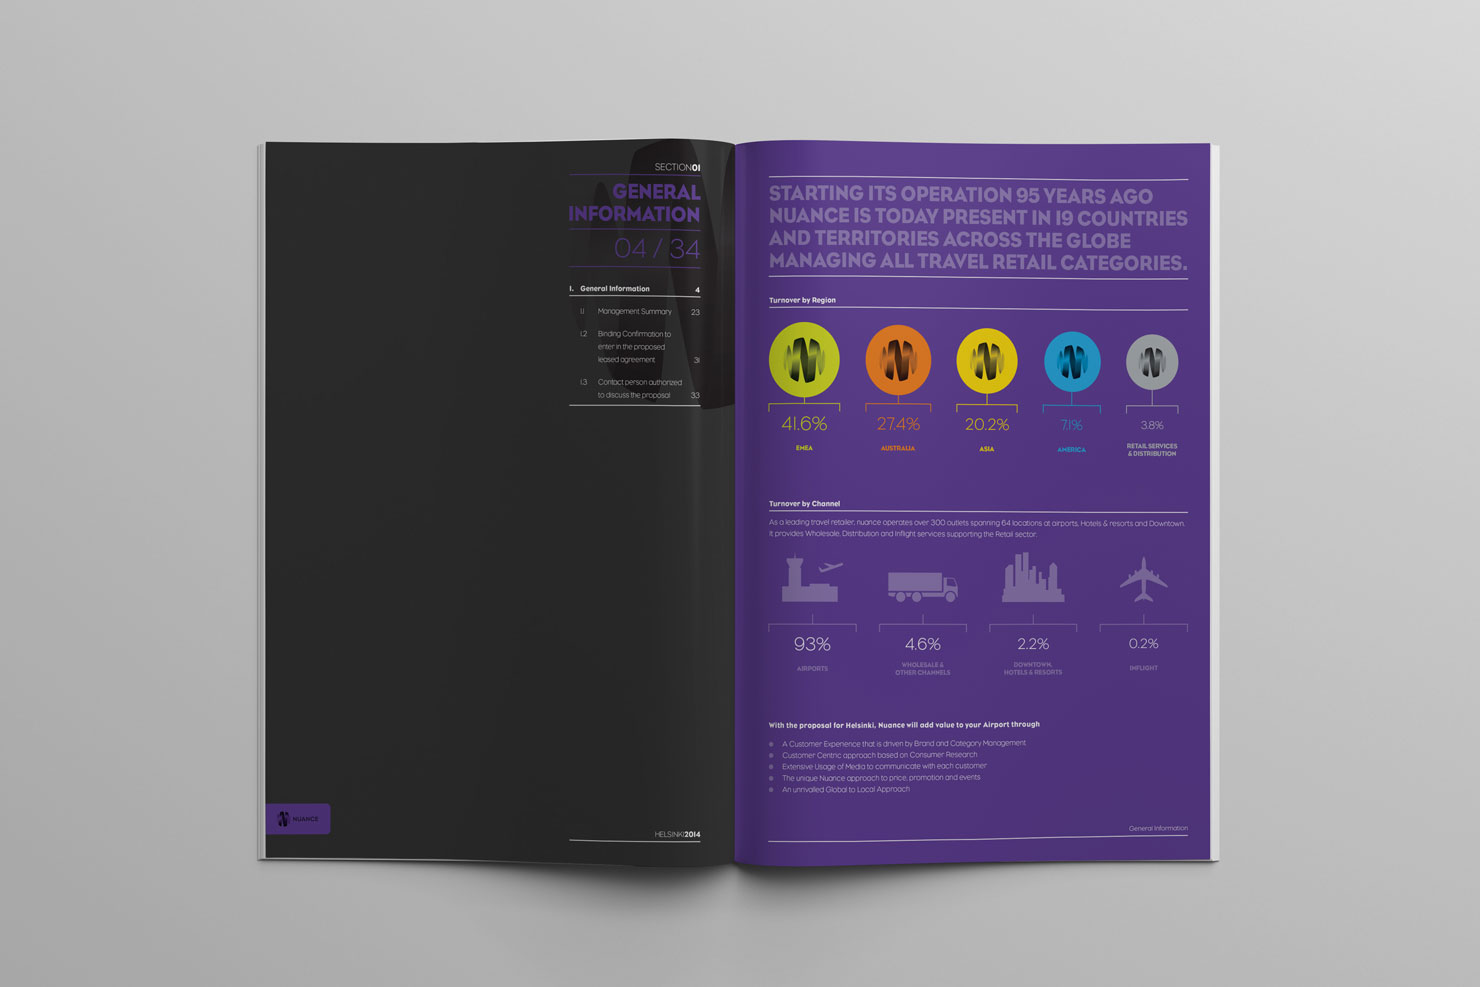 SECTION01
GENERAL
INFORMATION
04 / 34
1. General Information 4
1.1 Management Summary 23
1.2 Binding Confirmation to
enter in the proposed
leased agreement 31
1.3 Contact person authorized
to discuss the proposal 33
NUANCE
HELSINKI2014
STARTING ITS OPERATION 95 YEARS AGO
NUANCE IS TODAY PRESENT IN 19 COUNTRIES
AND TERRITORIES ACROSS THE GLOBE
MANAGING ALL TRAVEL RETAIL CATEGORIES.
Turnover by Region
41.6% 27.4% 20.2% 7.1% 3.8%
EMEA AUSTRALIA ASIA AMERICA RETAIL SERVICES
& DISTRIBUTION
Turnover by Channel
As a leading travel retailer, nuance operates over 300 outlets spanning 64 locations at airports, Hotels & resorts and Downtown.
It provides Wholesale, Distribution and Inflight services supporting the Retail sector.
93% 4.6% 2.2% 0.2%
AIRPORTS WHOLESALE & DOWNTOWN, INFLIGHT
OTHER CHANNELS HOTELS & RESORTS
With the proposal for Helsinki, Nuance will add value to your Airport through
A Customer Experience that is driven by Brand and Category Management
Customer Centric approach based on Consumer Research
Extensive Usage of Media to communicate with each customer
The unique Nuance approach to price, promotion and events
An unrivalled Global to Local Approach
General Information